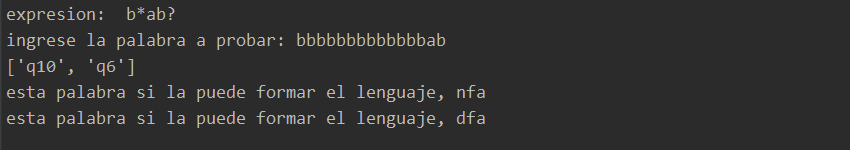 expresion:  b*ab?
ingrese la palabra a probar: bbbbbbbbbbbbbab
['q10', 'q6']
esta palabra si la puede formar el lenguaje, nfa
esta palabra si la puede formar el lenguaje, dfa